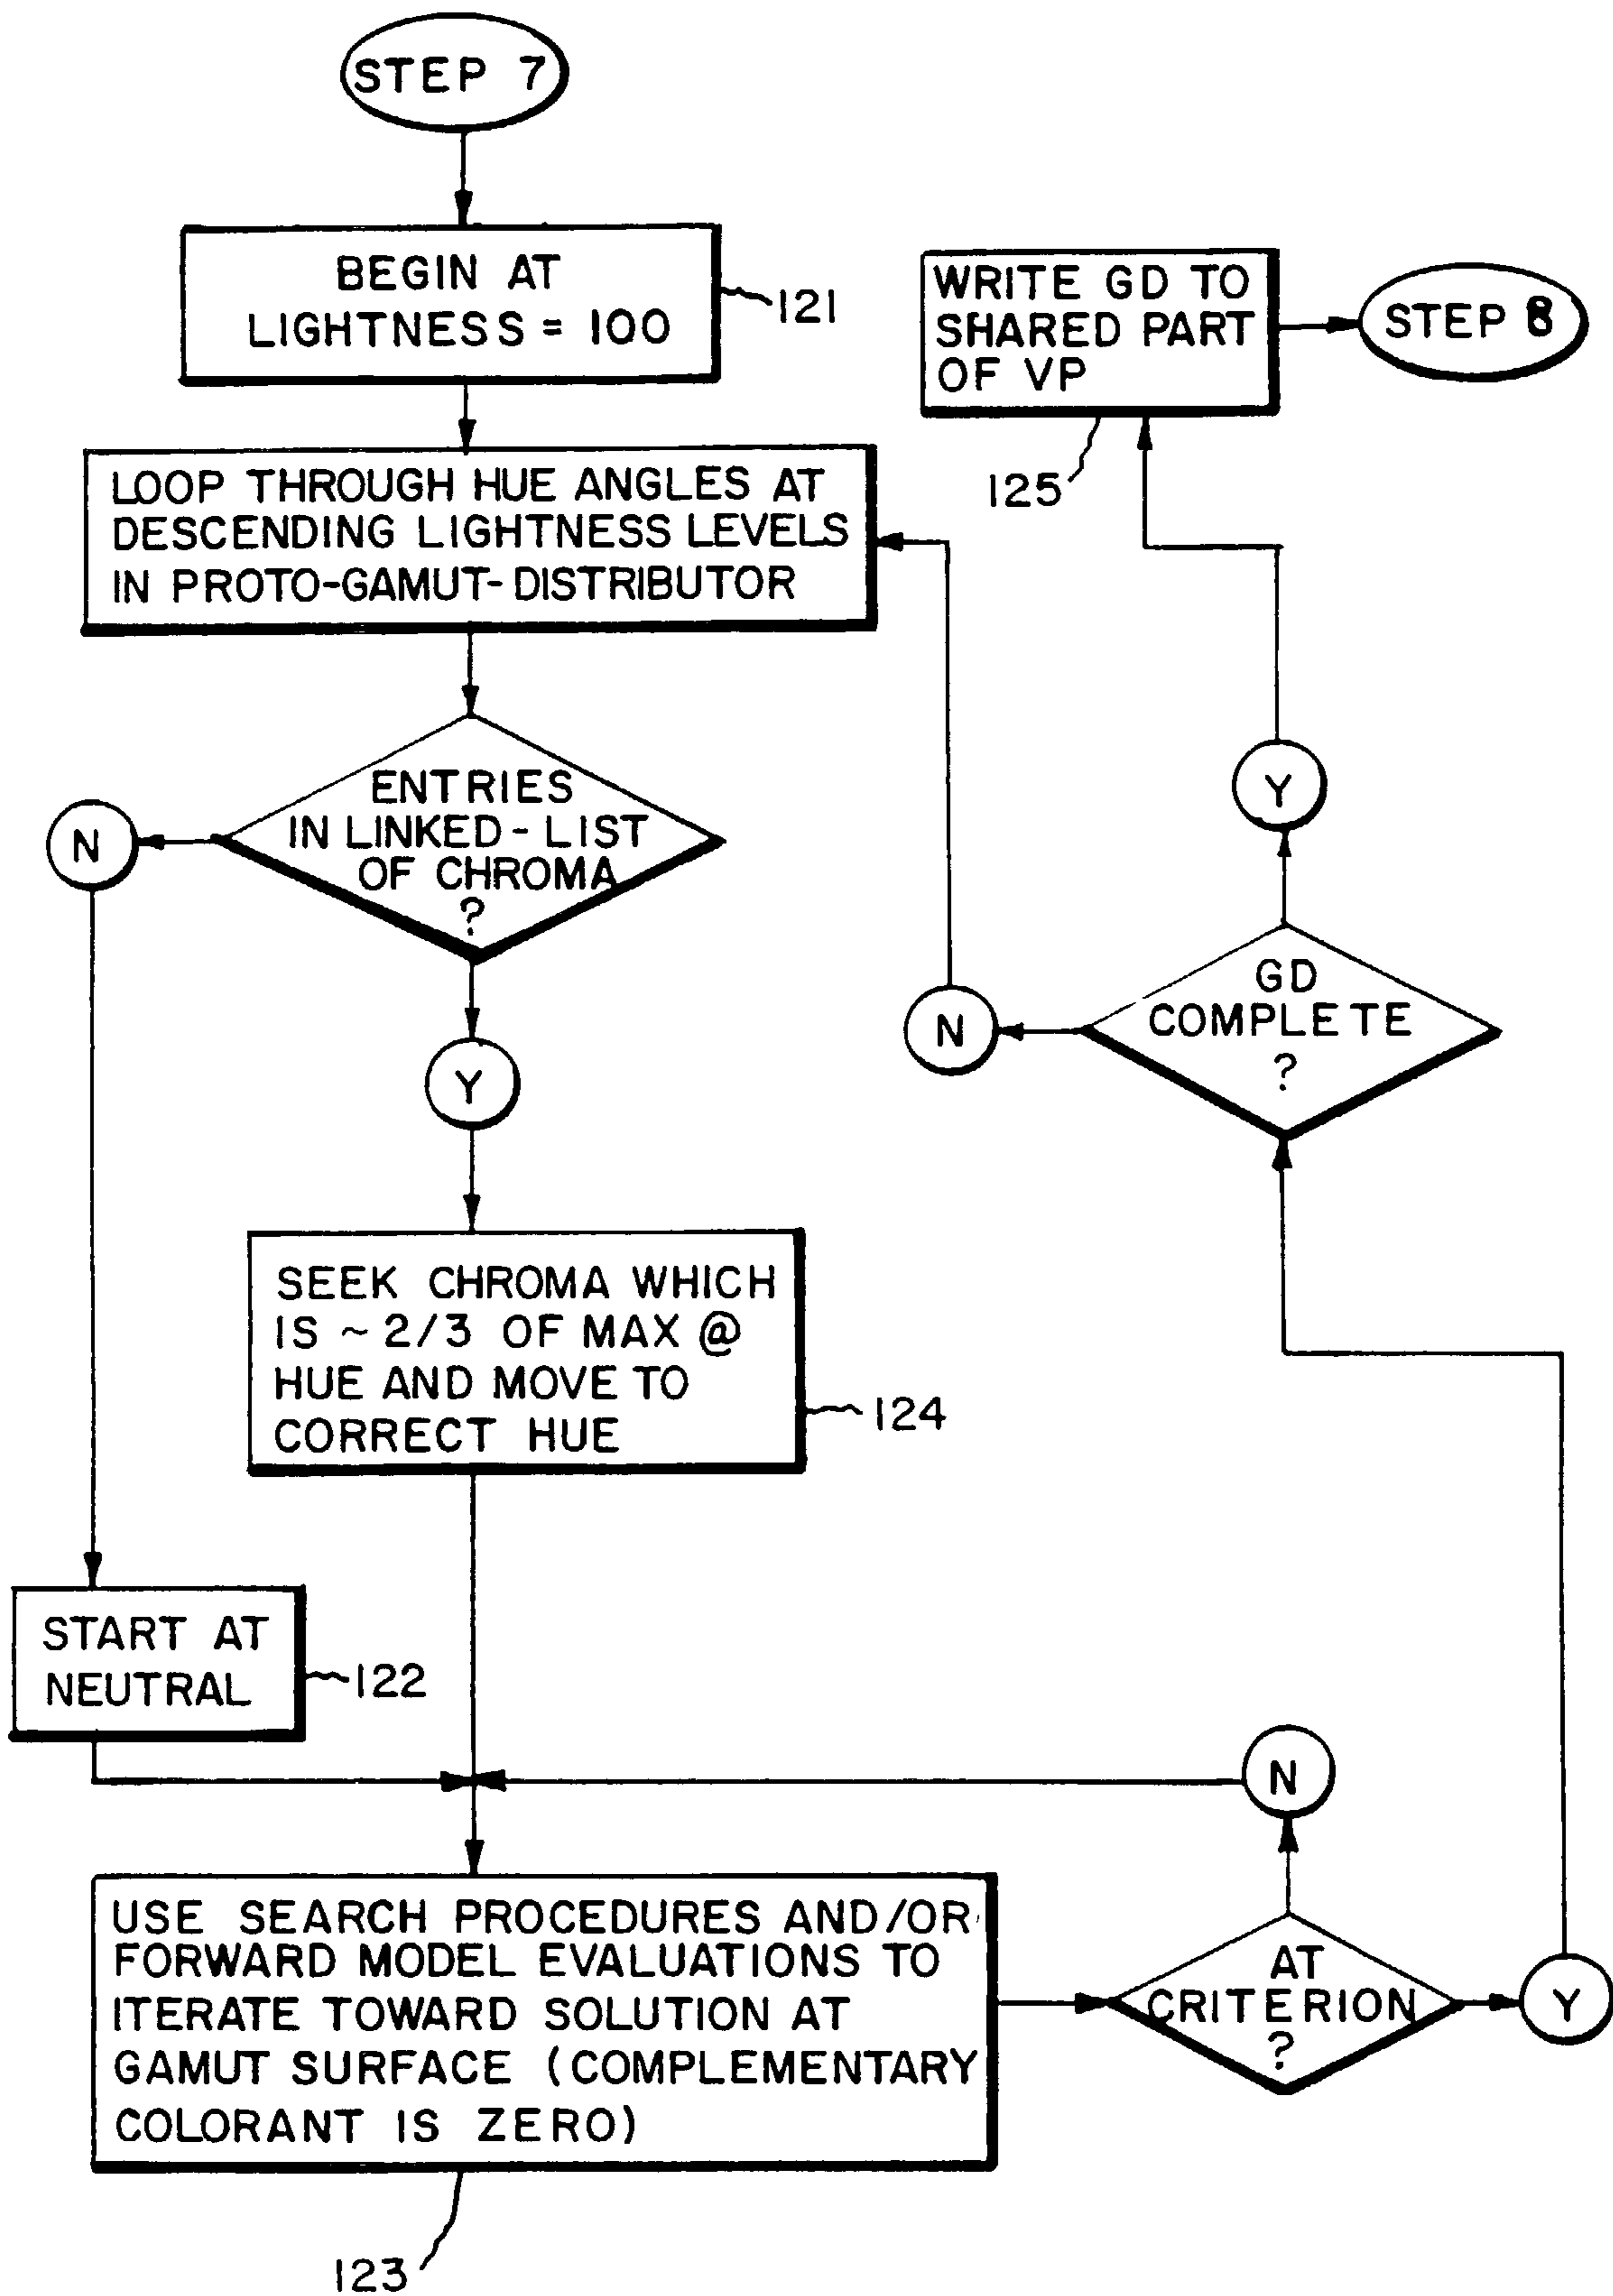 STEP 7
BEGIN AT
LIGHTNESS = 100
121
LOOP THROUGH HUE ANGLES AT
DESCENDING LIGHTNESS LEVELS
IN PROTO-GAMUT-DISTRIBUTOR
ENTRIES
IN LINKED-LIST
OF CHROMA
?
N
Y
SEEK CHROMA WHICH
IS ~ 2/3 OF MAX @
HUE AND MOVE TO
CORRECT HUE
124
START AT
NEUTRAL
122
USE SEARCH PROCEDURES AND/OR
FORWARD MODEL EVALUATIONS TO
ITERATE TOWARD SOLUTION AT
GAMUT SURFACE (COMPLEMENTARY
COLORANT IS ZERO)
123
AT
CRITERION
?
N
Y
GD
COMPLETE
?
N
Y
WRITE GD TO
SHARED PART
OF VP
125
STEP 8